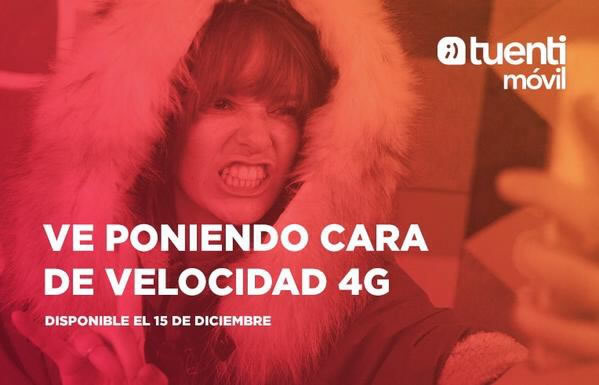 tuenti
móvil
VE PONIENDO CARA
DE VELOCIDAD 4G
DISPONIBLE EL 15 DE DICIEMBRE